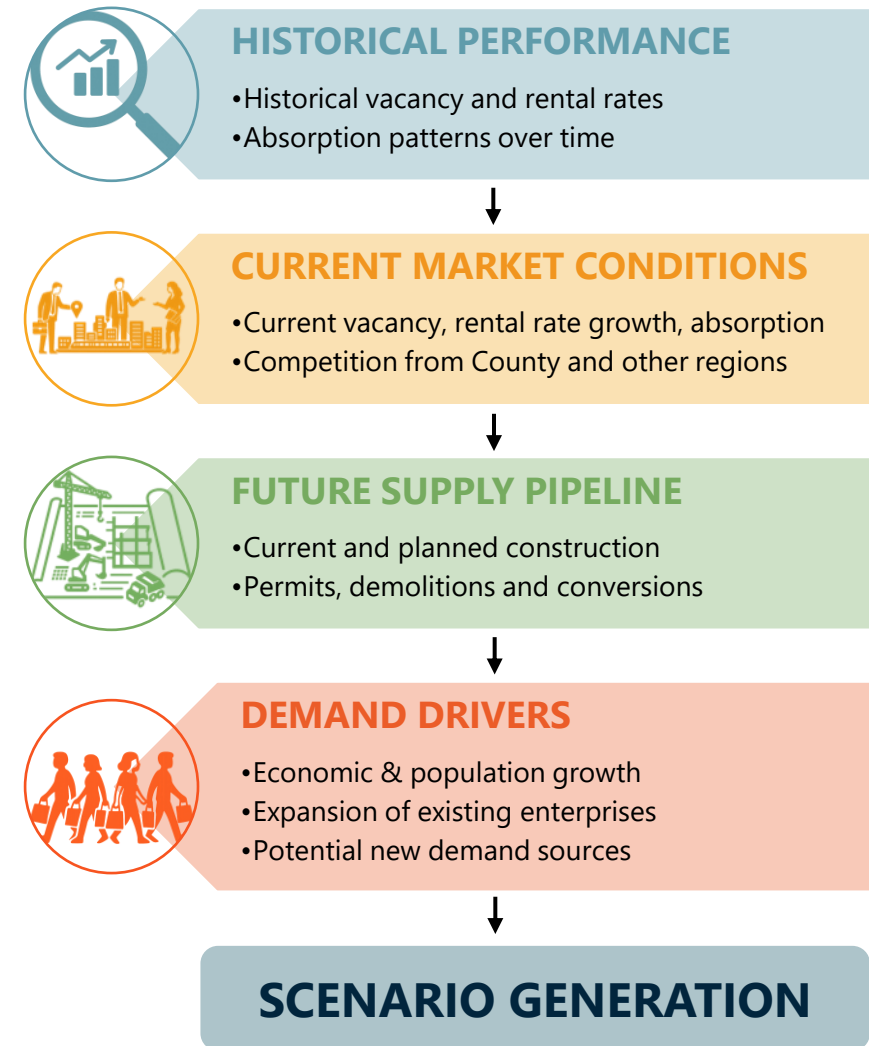 HISTORICAL PERFORMANCE
•Historical vacancy and rental rates
•Absorption patterns over time
CURRENT MARKET CONDITIONS
•Current vacancy, rental rate growth, absorption
•Competition from County and other regions
FUTURE SUPPLY PIPELINE
•Current and planned construction
•Permits, demolitions and conversions
DEMAND DRIVERS
•Economic & population growth
•Expansion of existing enterprises
•Potential new demand sources
SCENARIO GENERATION